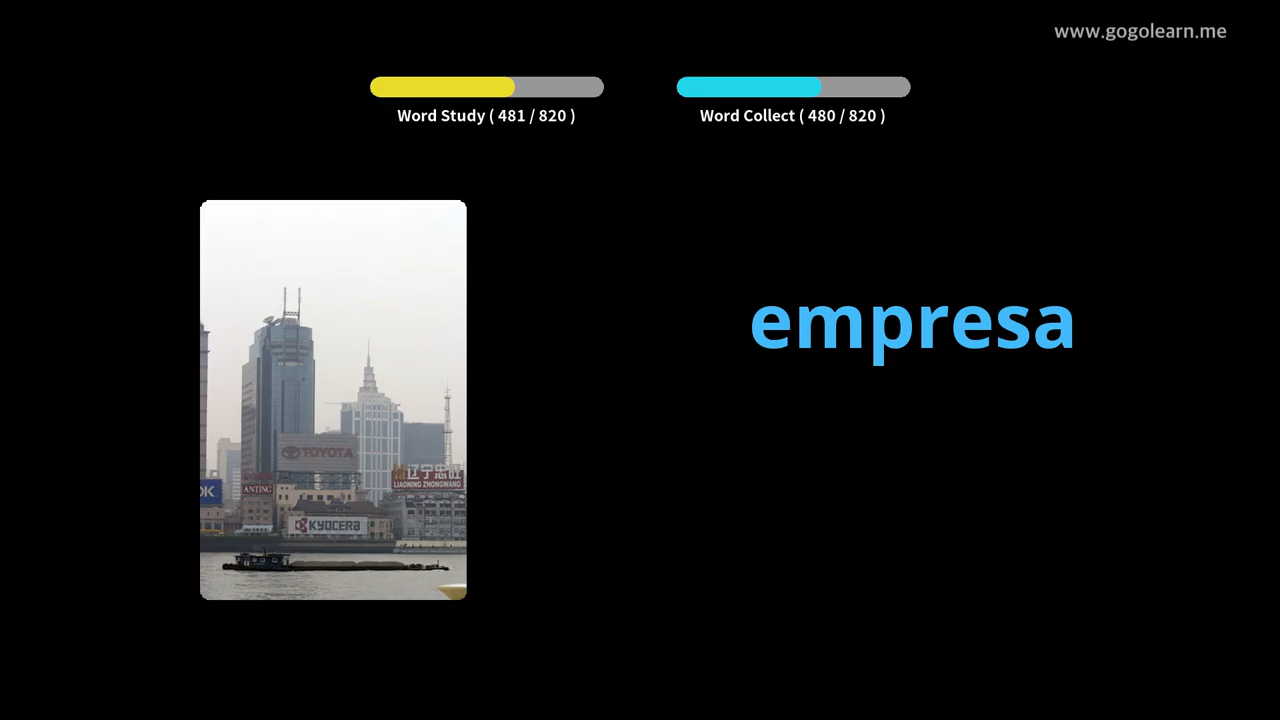 www.gogolearn.me
Word Study ( 481 / 820 )
Word Collect ( 480 / 820 )
empresa
TOYOTA
辽宁忠旺
LIAONING ZHONGWANG
ANTING
KYOCERA